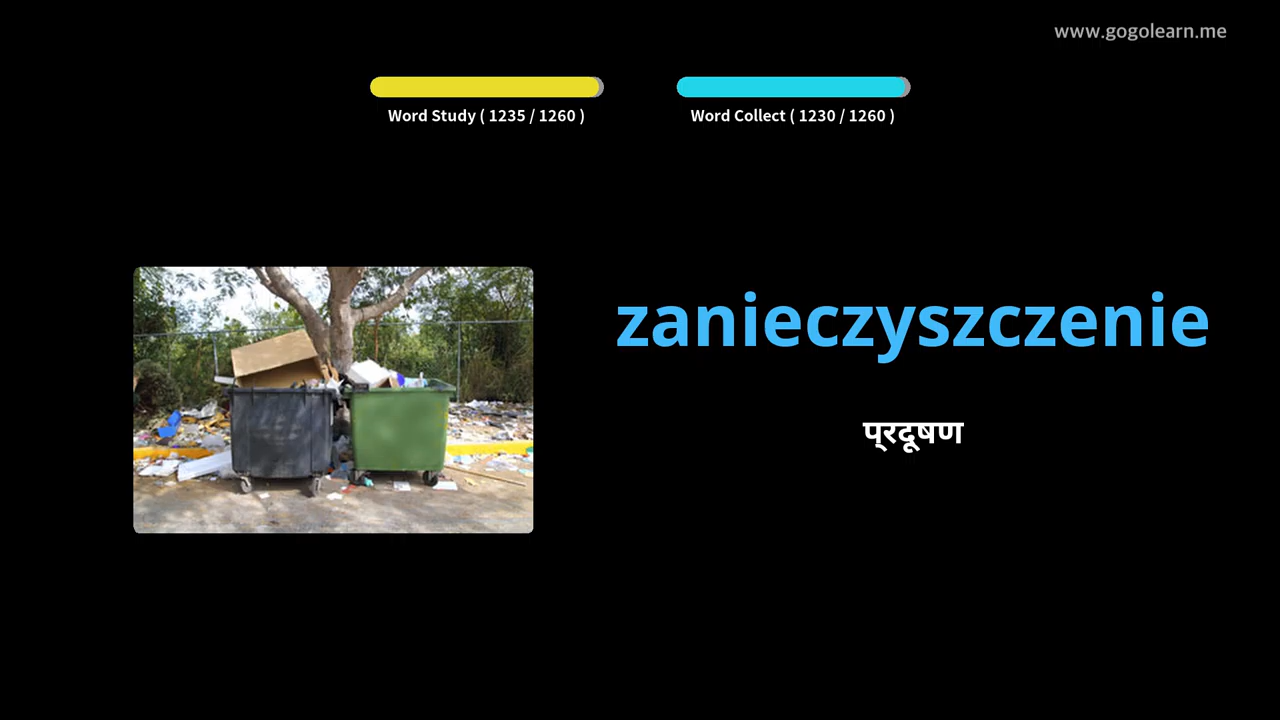 www.gogolearn.me
Word Study ( 1235 / 1260 )
Word Collect ( 1230 / 1260 )
zanieczyszczenie
प्रदूषण